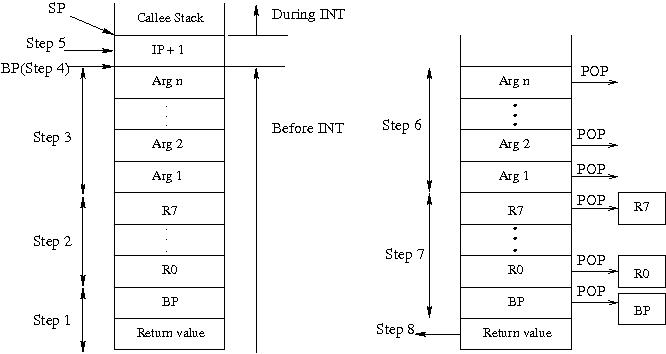 SP
Callee Stack
During INT
Step 5
IP + 1
BP(Step 4)
Arg n
Step 3
Before INT
Arg 2
Arg 1
R7
Step 2
R0
BP
Step 1
Return value
Arg n
POP
Step 6
Arg 2
POP
Arg 1
POP
R7
POP
R7
Step 7
R0
POP
R0
BP
POP
BP
Step 8
Return value